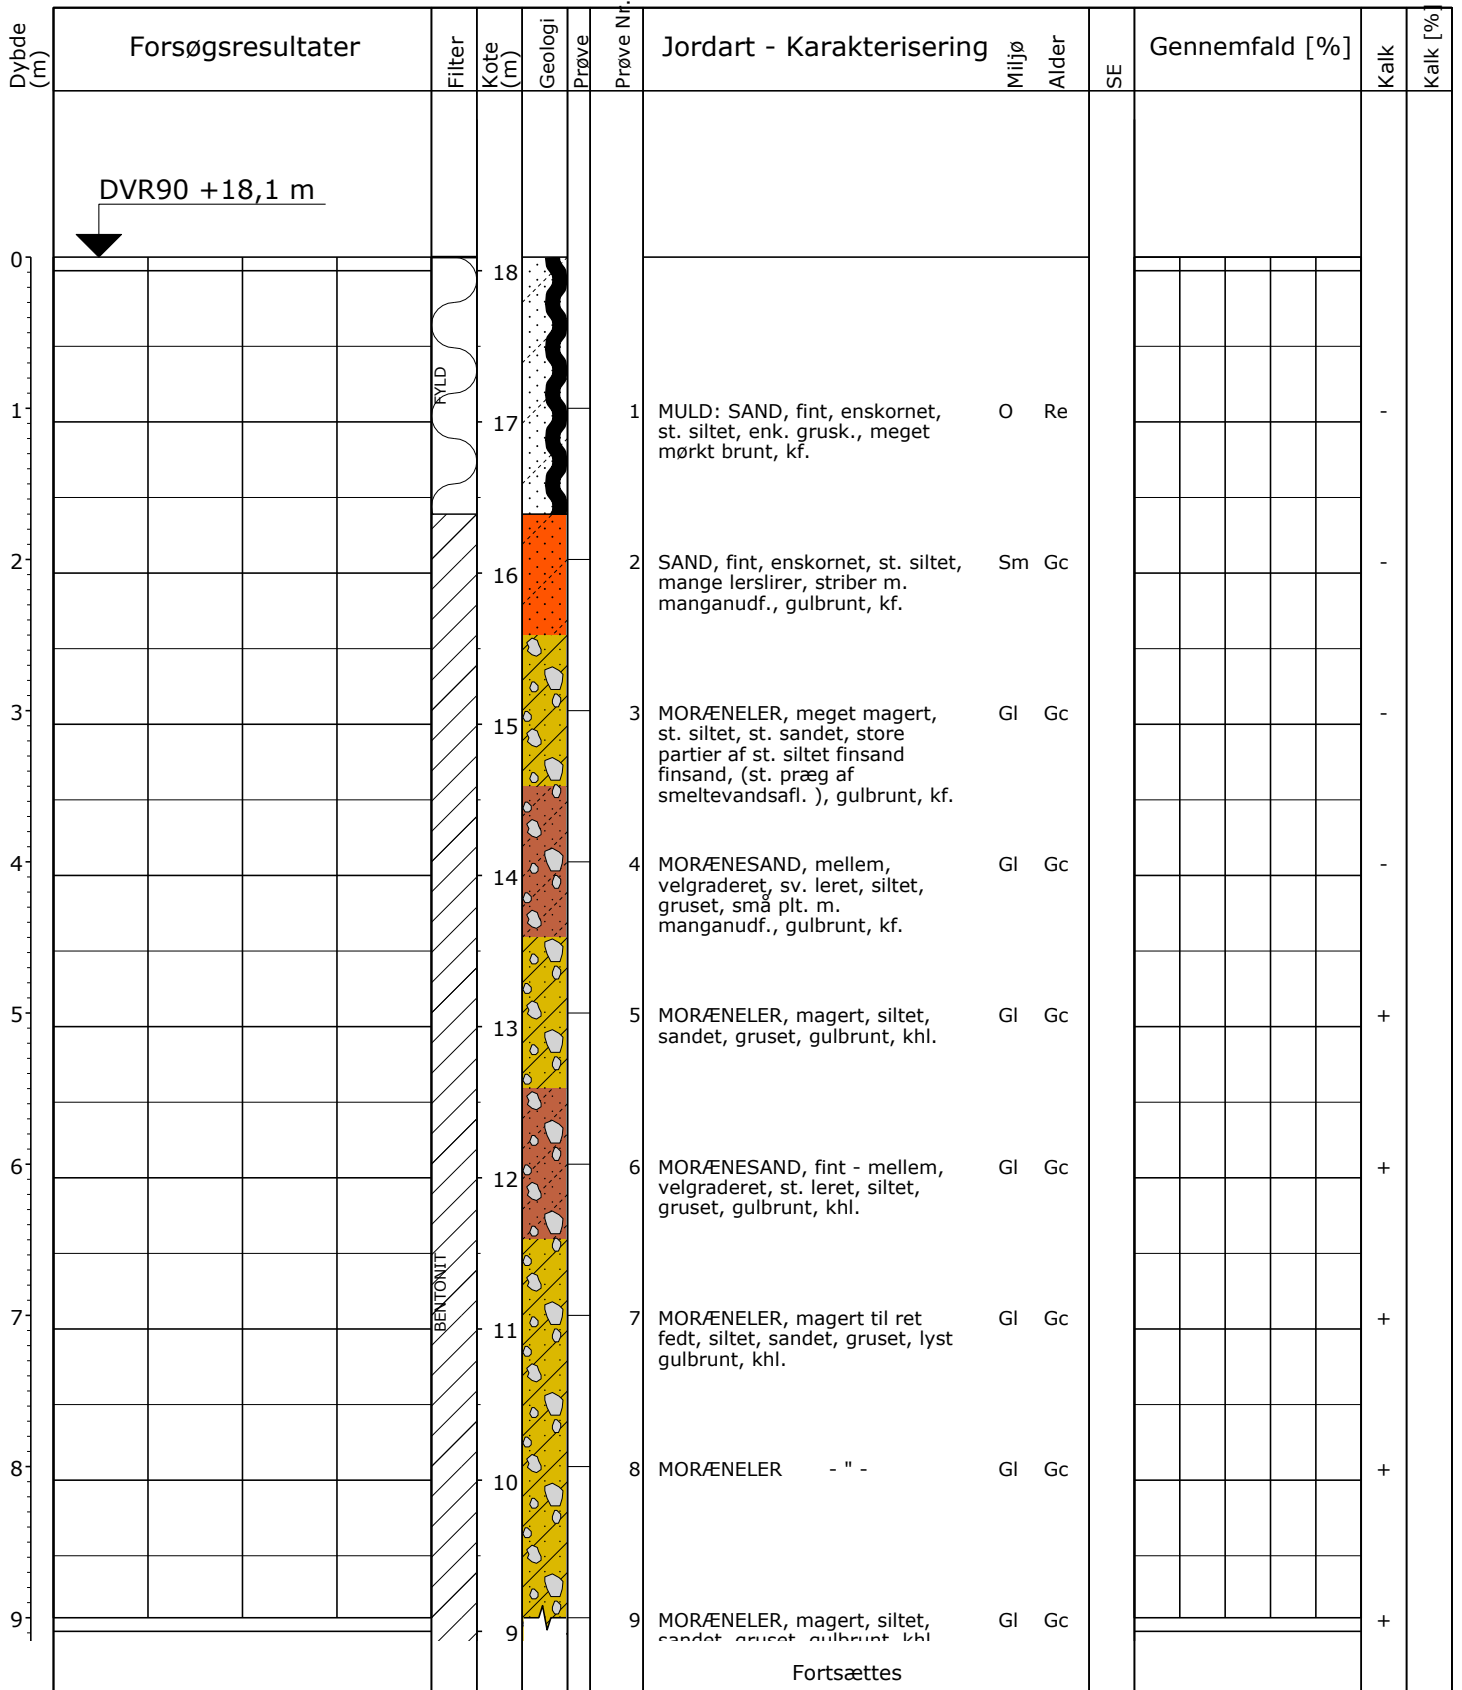 Dybde (m)
Forsøgsresultater
Filter
Kote (m)
Geologi
Prøve
Prøve Nr.
Jordart - Karakterisering
Miljø
Alder
SE
Gennemfald [%]
Kalk
Kalk [%]
DVR90 +18,1 m
0
18
FYLD
1
17
1 MULD: SAND, fint, enskornet, O Re -
st. siltet, enk. grusk., meget
mørkt brunt, kf.
2
16
2 SAND, fint, enskornet, st. siltet, Sm Gc -
mange lerslirer, striber m.
manganudf., gulbrunt, kf.
3
15
3 MORÆNELER, meget magert, Gl Gc -
st. siltet, st. sandet, store
partier af st. siltet finsand
finsand, (st. præg af
smeltevandsafl. ), gulbrunt, kf.
4
14
4 MORÆNESAND, mellem, Gl Gc -
velgraderet, sv. leret, siltet,
gruset, små plt. m.
manganudf., gulbrunt, kf.
5
13
5 MORÆNELER, magert, siltet, Gl Gc +
sandet, gruset, gulbrunt, khl.
6
12
6 MORÆNESAND, fint - mellem, Gl Gc +
velgraderet, st. leret, siltet,
gruset, gulbrunt, khl.
BENTONIT
7
11
7 MORÆNELER, magert til ret Gl Gc +
fedt, siltet, sandet, gruset, lyst
gulbrunt, khl.
8
10
8 MORÆNELER - " - Gl Gc +
9
9
9 MORÆNELER, magert, siltet, Gl Gc +
sandet, gruset, gulbrunt, khl
Fortsættes